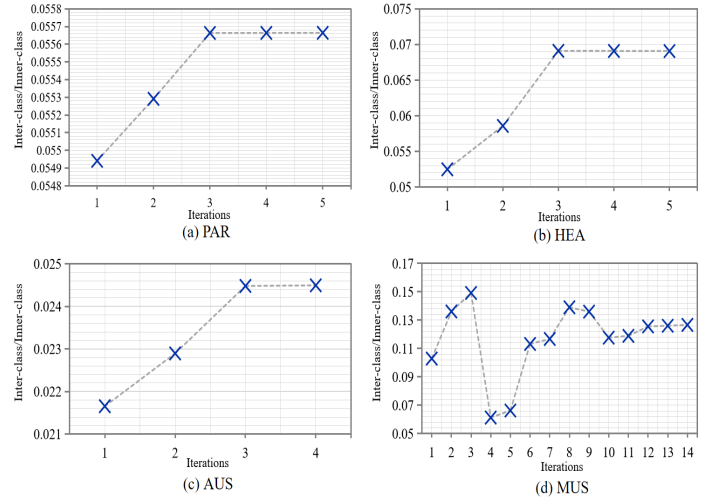 0.0558
0.0557
0.0556
0.0555
0.0554
0.0553
0.0552
0.0551
0.055
0.0549
0.0548
Inter-class/Inner-class
1 2 3 4 5
Iterations
(a) PAR
0.075
0.07
0.065
0.06
0.055
0.05
Inter-class/Inner-class
1 2 3 4 5
Iterations
(b) HEA
0.025
0.024
0.023
0.022
0.021
Inter-class/Inner-class
1 2 3 4
Iterations
(c) AUS
0.17
0.15
0.13
0.11
0.09
0.07
0.05
Inter-class/Inner-class
1 2 3 4 5 6 7 8 9 10 11 12 13 14
Iterations
(d) MUS